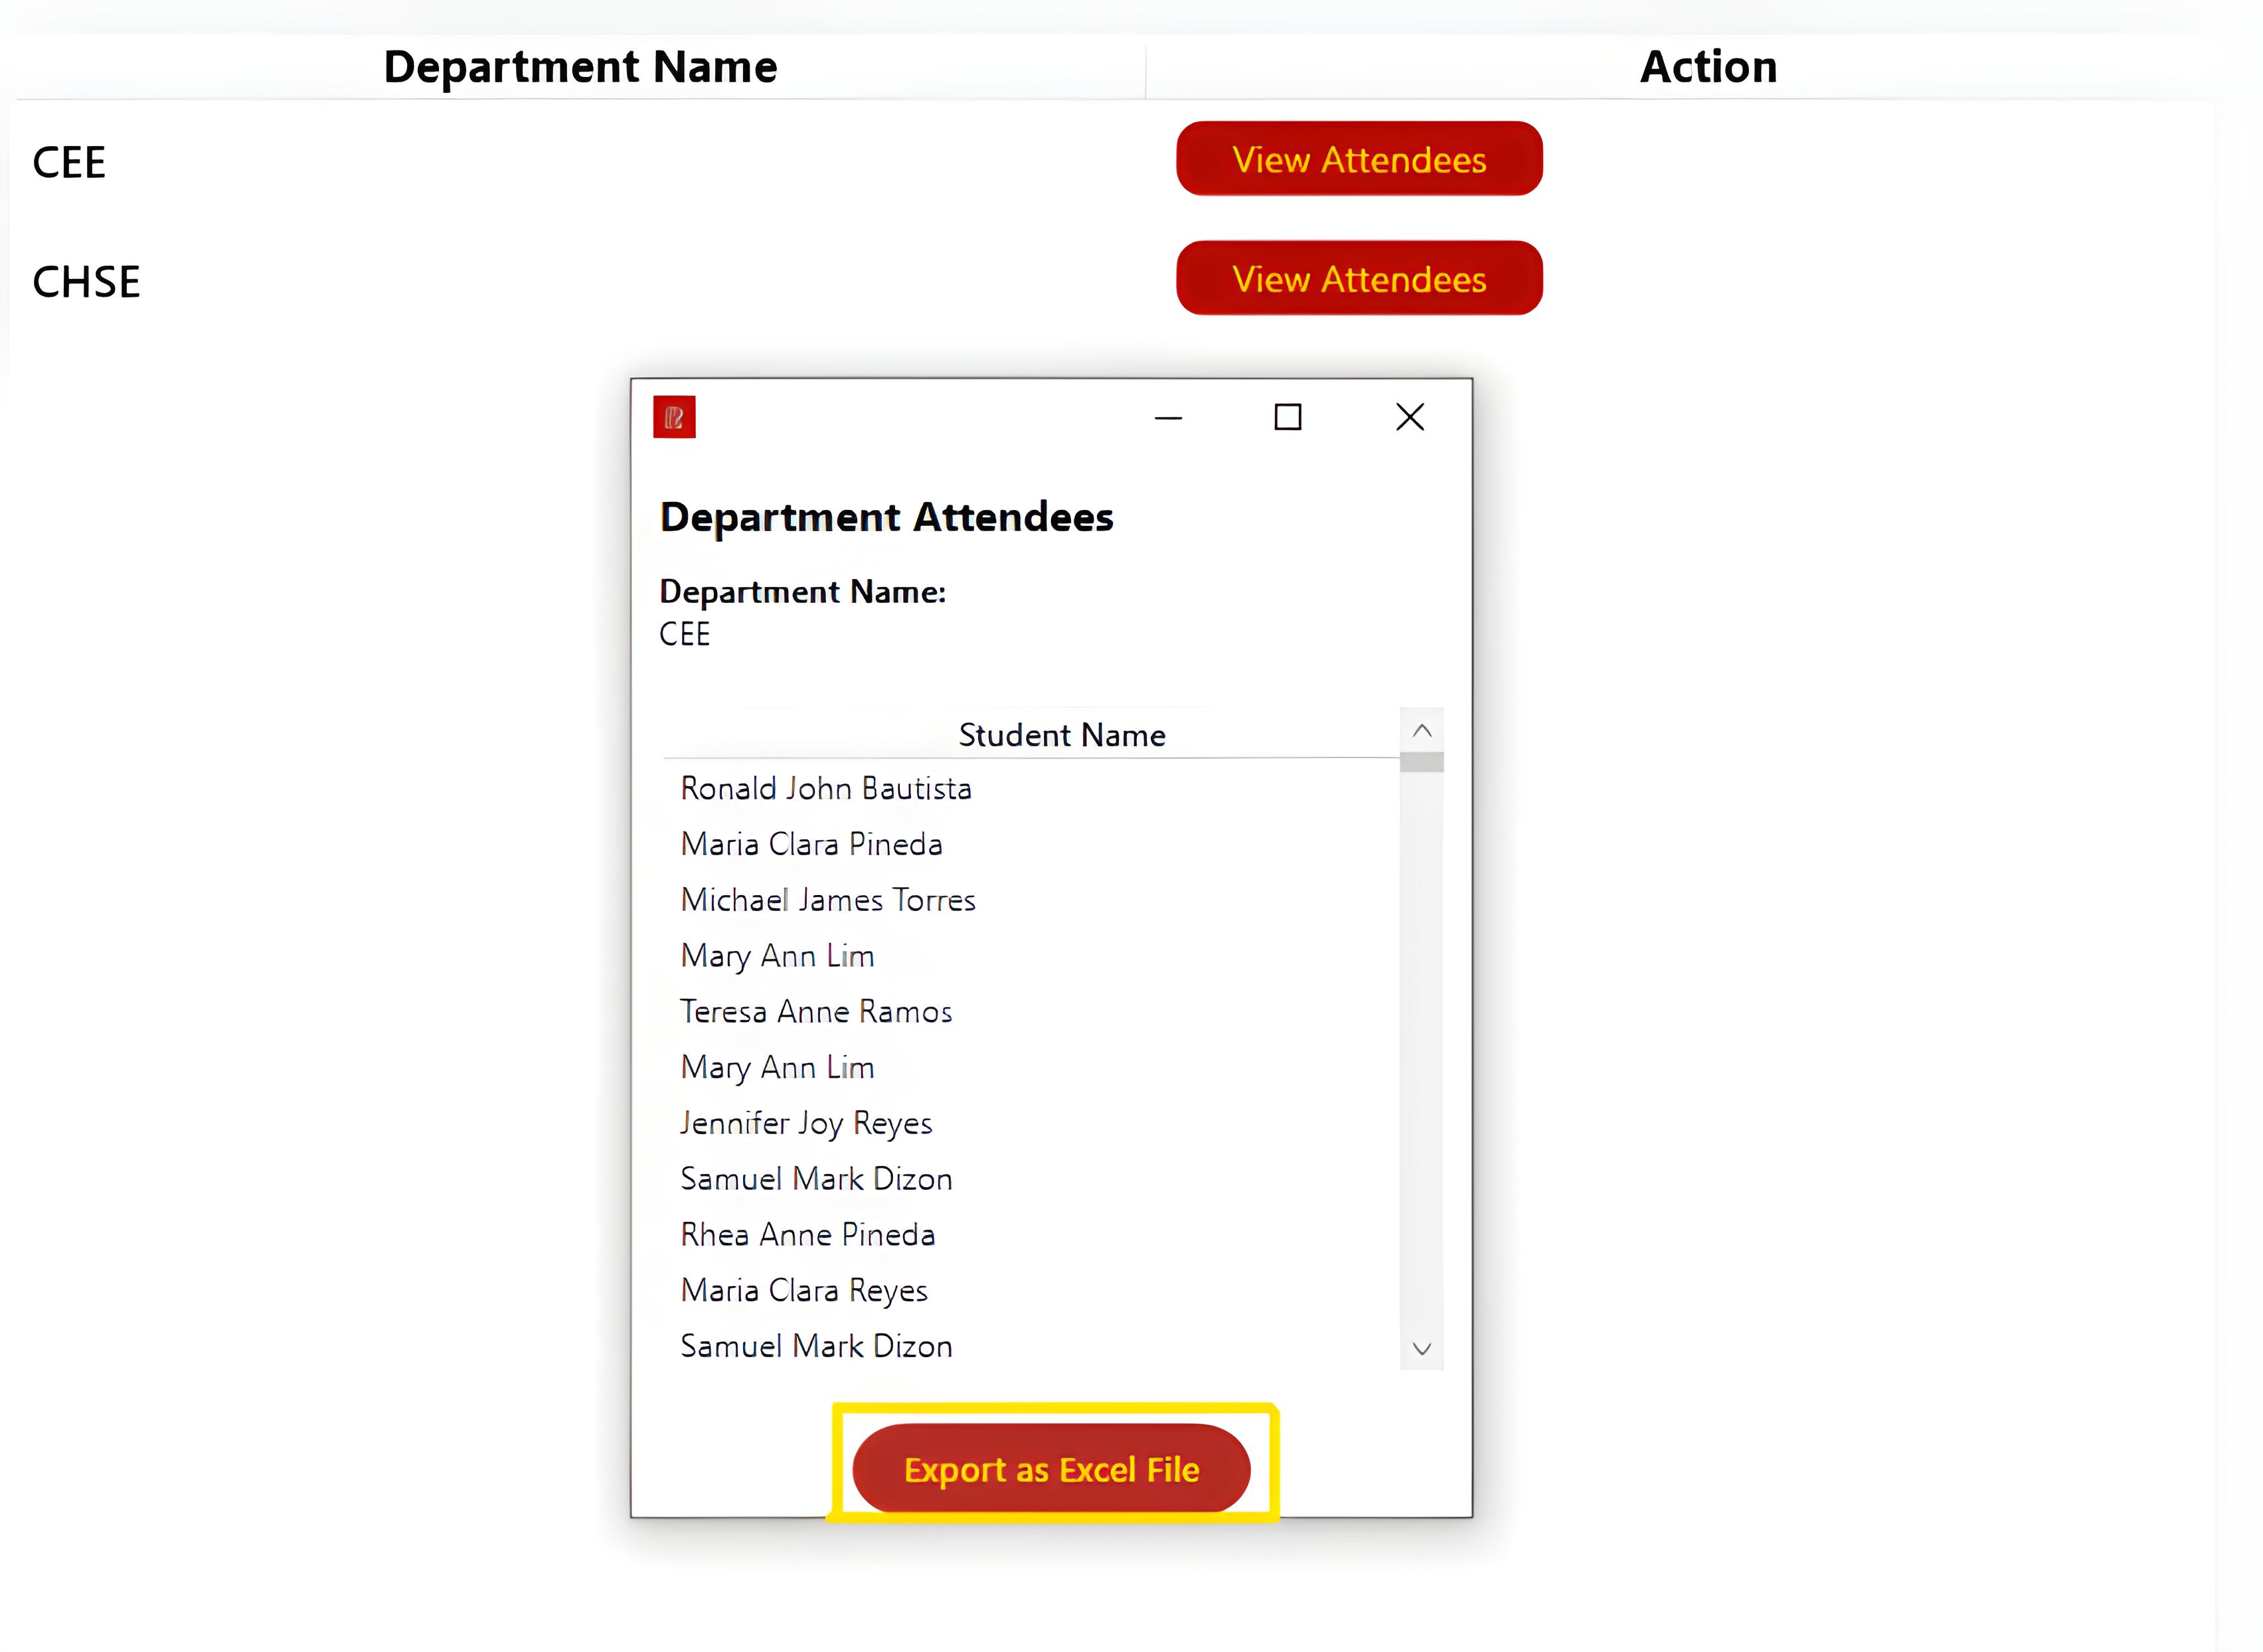 Department Name Action
CEE View Attendees
CHSE View Attendees
Department Attendees
Department Name:
CEE
Student Name
Ronald John Bautista
Maria Clara Pineda
Michael James Torres
Mary Ann Lim
Teresa Anne Ramos
Mary Ann Lim
Jennifer Joy Reyes
Samuel Mark Dizon
Rhea Anne Pineda
Maria Clara Reyes
Samuel Mark Dizon
Export as Excel File